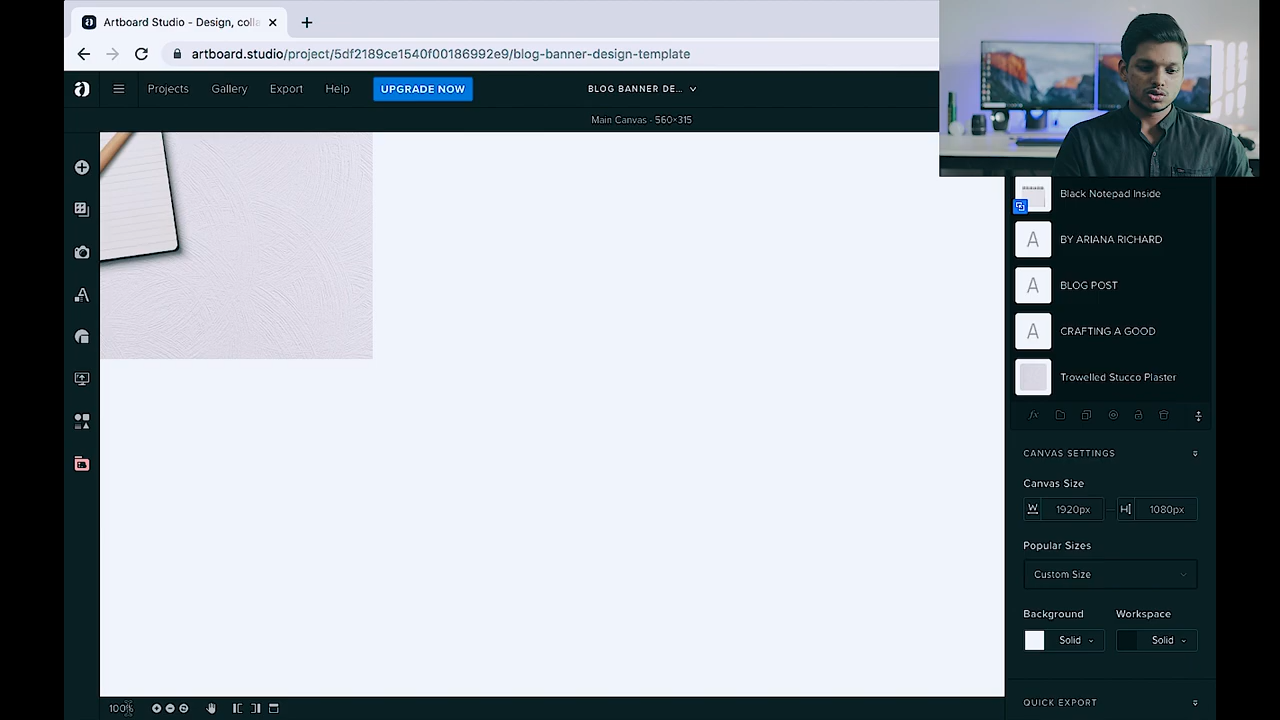 Artboard Studio - Design, colla
artboard.studio/project/5df2189ce1540f00186992e9/blog-banner-design-template
Projects
Gallery
Export
Help
UPGRADE NOW
BLOG BANNER DE...
Main Canvas - 560×315
Black Notepad Inside
A BY ARIANA RICHARD
A BLOG POST
A CRAFTING A GOOD
Trowelled Stucco Plaster
fx
CANVAS SETTINGS
Canvas Size
W 1920px H 1080px
Popular Sizes
Custom Size
Background Workspace
Solid Solid
QUICK EXPORT
100%